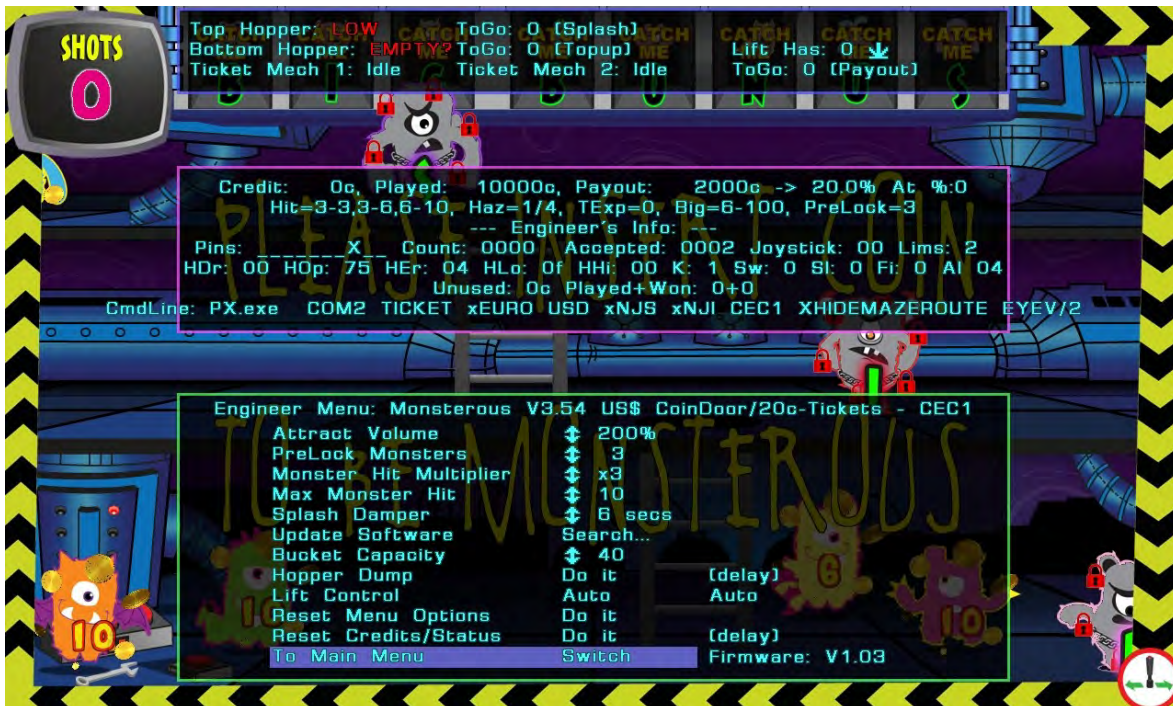 SHOTS
0
Top Hopper: LOW ToGo: 0 (Splash)
Bottom Hopper: EMPTY? ToGo: 0 (Topup) Lift Has: 0
Ticket Mech 1: Idle Ticket Mech 2: Idle ToGo: 0 (Payout)
CATCH ME CATCH ME CATCH ME CATCH ME
B I G B O N U S
PLEASE INSERT COIN
Credit: 0c, Played: 10000c, Payout: 2000c -> 20.0% At %:0
Hit=3-3,3-6,6-10, Haz=1/4, TExp=0, Big=6-100, PreLock=3
--- Engineer's Info: ---
Pins: _______X__ Count: 0000 Accepted: 0002 Joystick: 00 Lims: 2
HDr: 00 HOp: 75 HEr: 04 HLo: 0f HHi: 00 K: 1 Sw: 0 Sl: 0 Fi: 0 Al 04
Unused: 0c Played+Won: 0+0
CmdLine: PX.exe COM2 TICKET xEURO USD xNJS xNJI CEC1 XHIDEMAZEROUTE EYEV/2
TO BE MONSTEROUS
Engineer Menu: Monsterous V3.54 US$ CoinDoor/20c-Tickets - CEC1
Attract Volume 200%
PreLock Monsters 3
Monster Hit Multiplier x3
Max Monster Hit 10
Splash Damper 6 secs
Update Software Search...
Bucket Capacity 40
Hopper Dump Do it (delay)
Lift Control Auto Auto
Reset Menu Options Do it
Reset Credits/Status Do it (delay)
To Main Menu Switch Firmware: V1.03
10
10
6
10